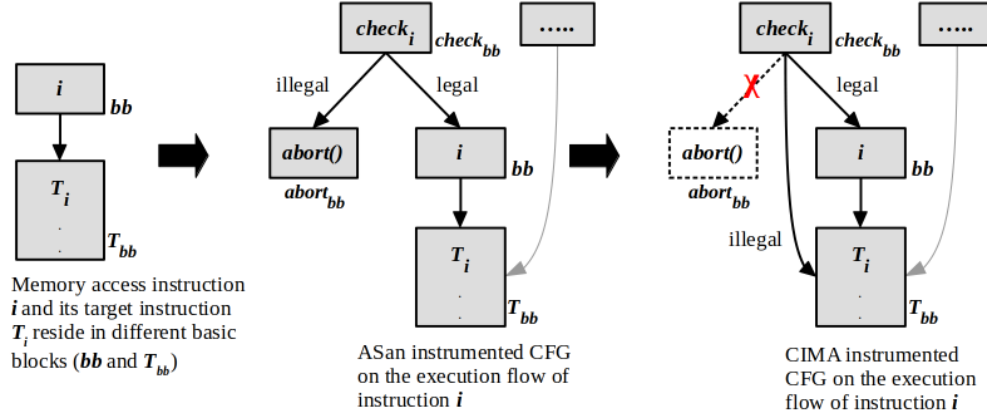 i
bb
T_i
.
.
T_bb
Memory access instruction
i and its target instruction
T_i reside in different basic
blocks (bb and T_bb)
check_i
check_bb
.....
illegal
legal
abort()
abort_bb
i
bb
T_i
.
.
T_bb
ASan instrumented CFG
on the execution flow of
instruction i
check_i
check_bb
.....
X
legal
abort()
abort_bb
i
bb
illegal
T_i
.
.
T_bb
CIMA instrumented
CFG on the execution
flow of instruction i